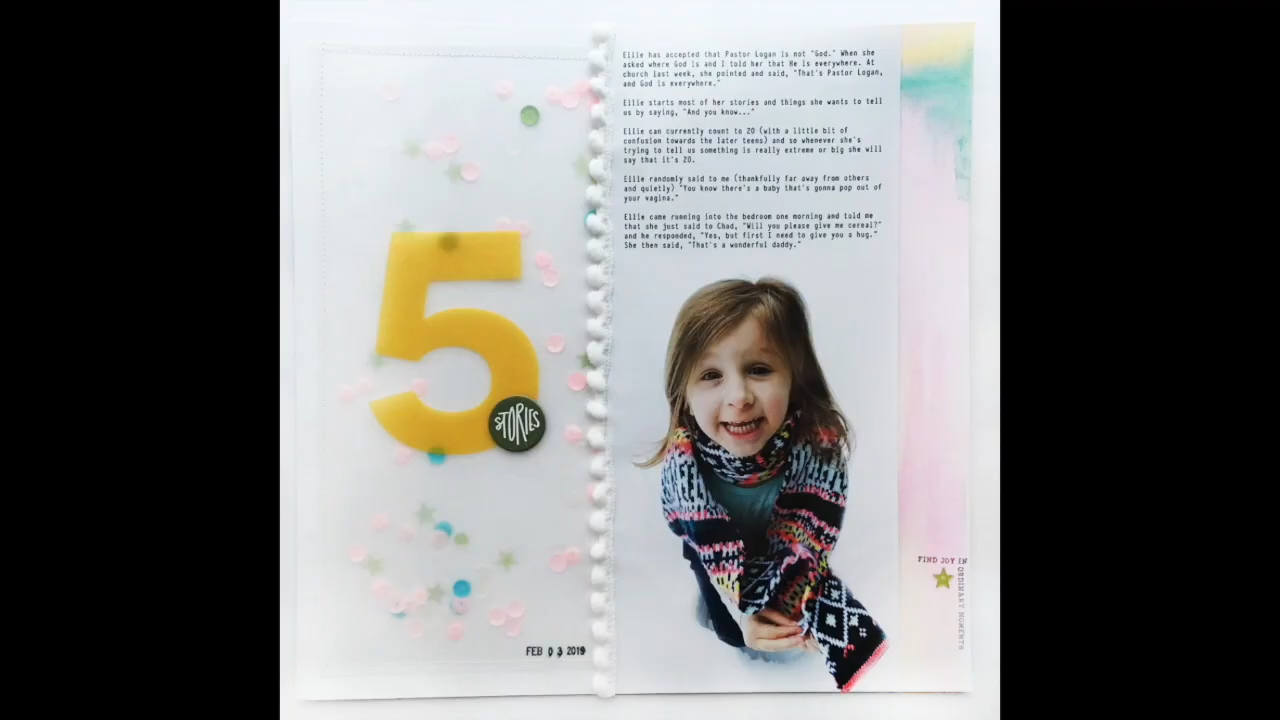 5
STORIES
FEB 03 2019
Ellie has accepted that Pastor Logan is not "God." When she
asked where God is and I told her that He is everywhere. At
church last week, she pointed and said, "That's Pastor Logan,
and God is everywhere."
Ellie starts most of her stories and things she wants to tell
us by saying, "And you know..."
Ellie can currently count to 20 (with a little bit of
confusion towards the later teens) and so whenever she's
trying to tell us something is really extreme or big she will
say that it's 20.
Ellie randomly said to me (thankfully far away from others
and quietly) "You know there's a baby that's gonna pop out of
your vagina."
Ellie came running into the bedroom one morning and told me
that she just said to Chad, "Will you please give me cereal?"
and he responded, "Yes, but first I need to give you a hug."
She then said, "That's a wonderful daddy."
FIND JOY IN
ORDINARY MOMENTS